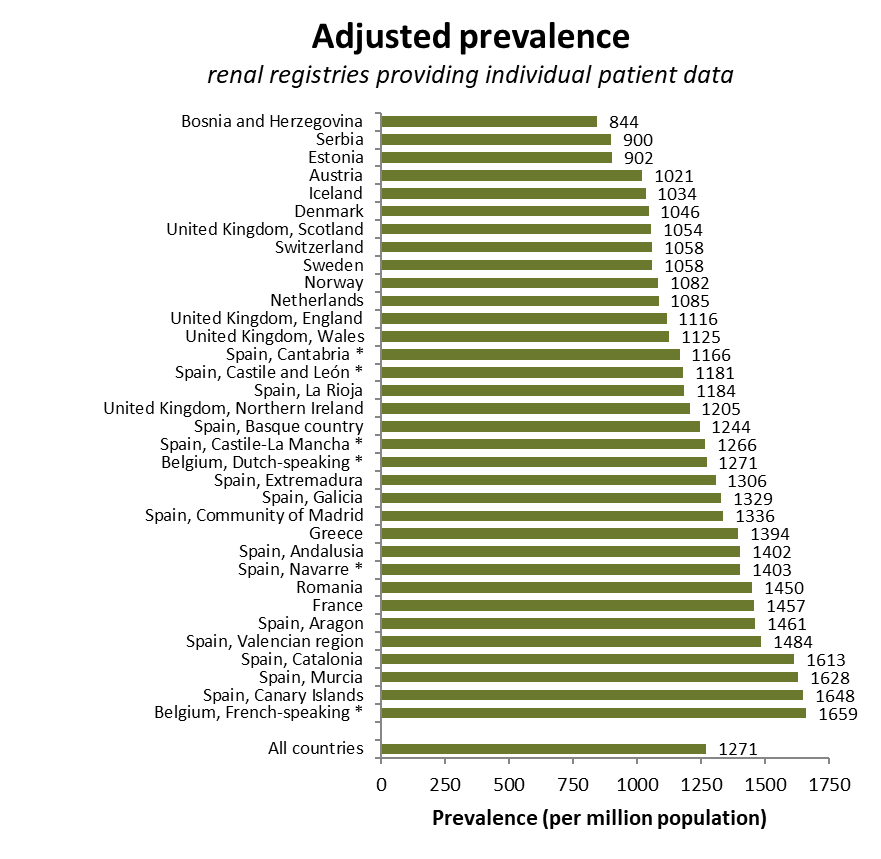 Adjusted prevalence
renal registries providing individual patient data
Bosnia and Herzegovina 844
Serbia 900
Estonia 902
Austria 1021
Iceland 1034
Denmark 1046
United Kingdom, Scotland 1054
Switzerland 1058
Sweden 1058
Norway 1082
Netherlands 1085
United Kingdom, England 1116
United Kingdom, Wales 1125
Spain, Cantabria * 1166
Spain, Castile and León * 1181
Spain, La Rioja 1184
United Kingdom, Northern Ireland 1205
Spain, Basque country 1244
Spain, Castile-La Mancha * 1266
Belgium, Dutch-speaking * 1271
Spain, Extremadura 1306
Spain, Galicia 1329
Spain, Community of Madrid 1336
Greece 1394
Spain, Andalusia 1402
Spain, Navarre * 1403
Romania 1450
France 1457
Spain, Aragon 1461
Spain, Valencian region 1484
Spain, Catalonia 1613
Spain, Murcia 1628
Spain, Canary Islands 1648
Belgium, French-speaking * 1659
All countries 1271
0 250 500 750 1000 1250 1500 1750
Prevalence (per million population)